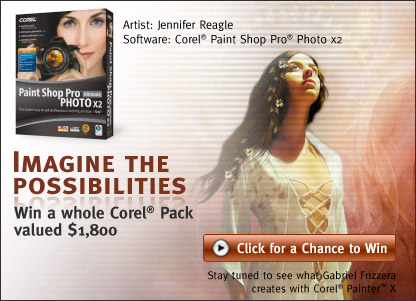 Artist: Jennifer Reagle
Software: Corel® Paint Shop Pro® Photo x2
COREL
Paint Shop Pro
Ultimate
PHOTO X2
IMAGINE THE
POSSIBILITIES
Win a whole Corel® Pack
valued $1,800
Click for a Chance to Win
Stay tuned to see what Gabriel Frizzera
creates with Corel® Painter™ X